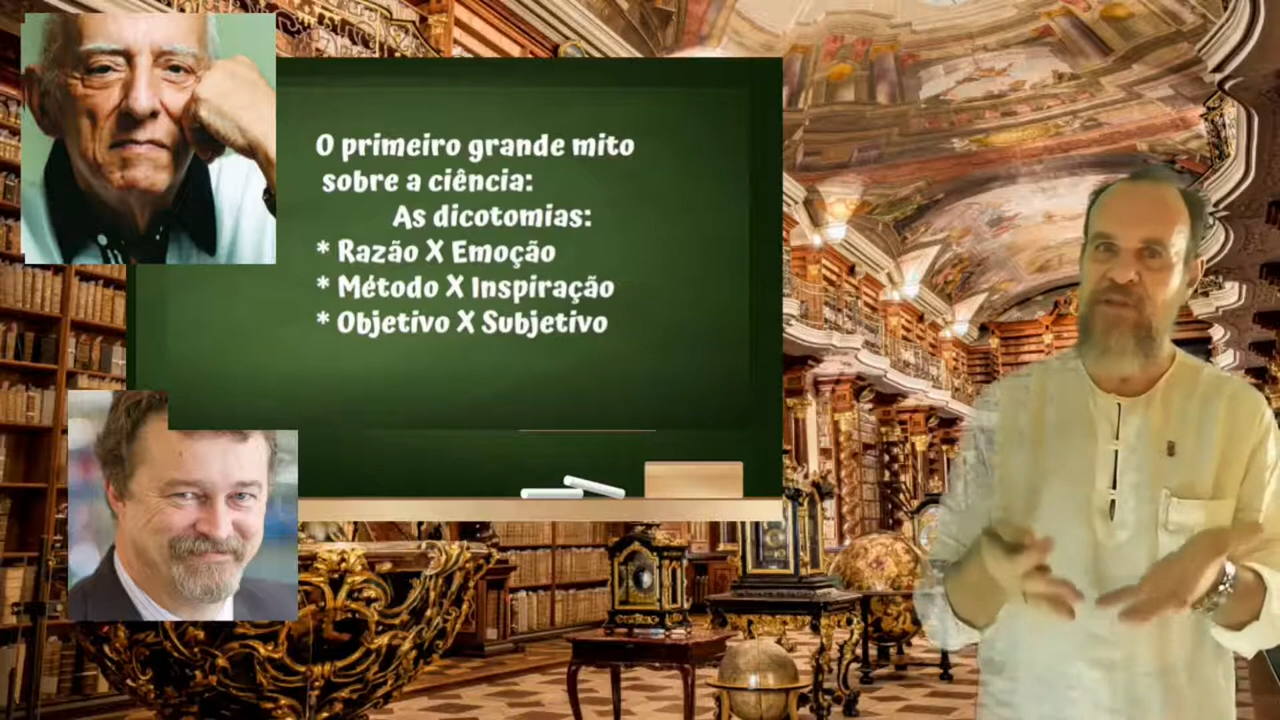 O primeiro grande mito
sobre a ciência:
As dicotomias:
* Razão X Emoção
* Método X Inspiração
* Objetivo X Subjetivo